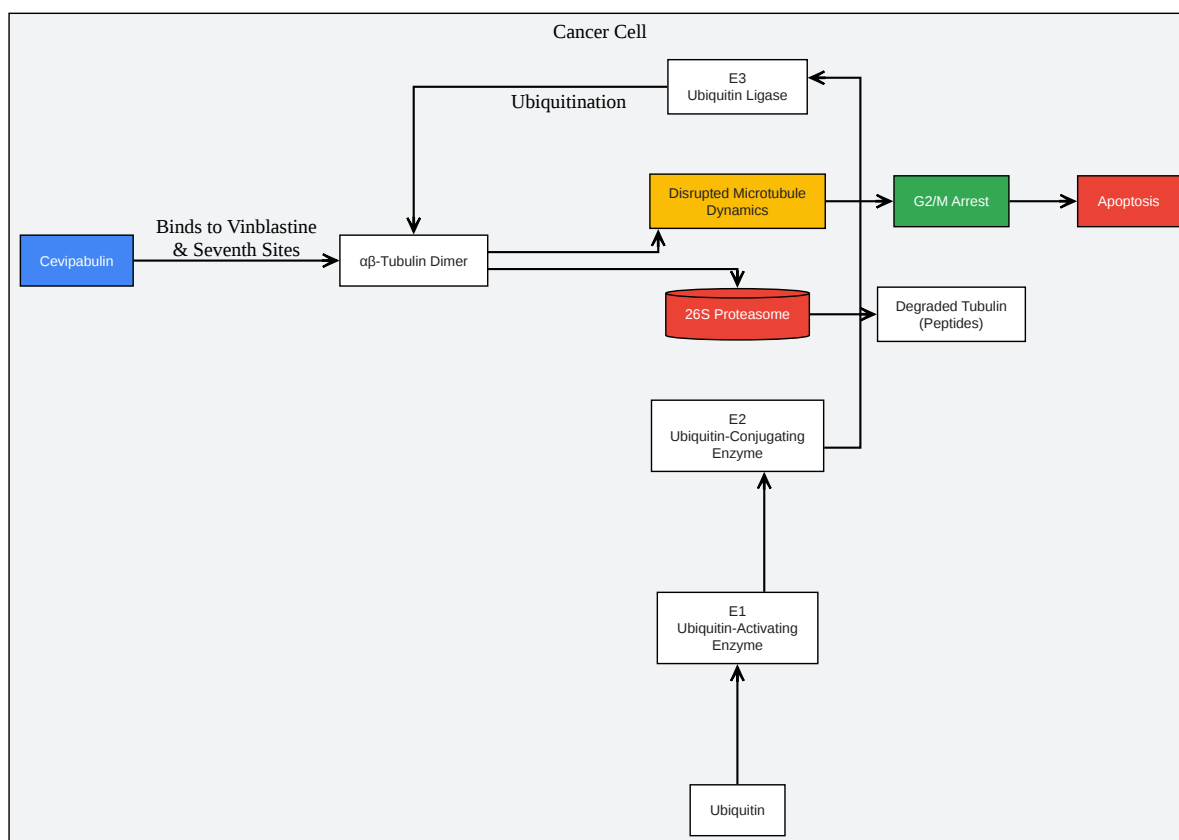 Cancer Cell
E3
Ubiquitin Ligase
Ubiquitination
Disrupted Microtubule
Dynamics
G2/M Arrest
Apoptosis
Binds to Vinblastine
& Seventh Sites
Cevipabulin
αβ-Tubulin Dimer
26S Proteasome
Degraded Tubulin
(Peptides)
E2
Ubiquitin-Conjugating
Enzyme
E1
Ubiquitin-Activating
Enzyme
Ubiquitin